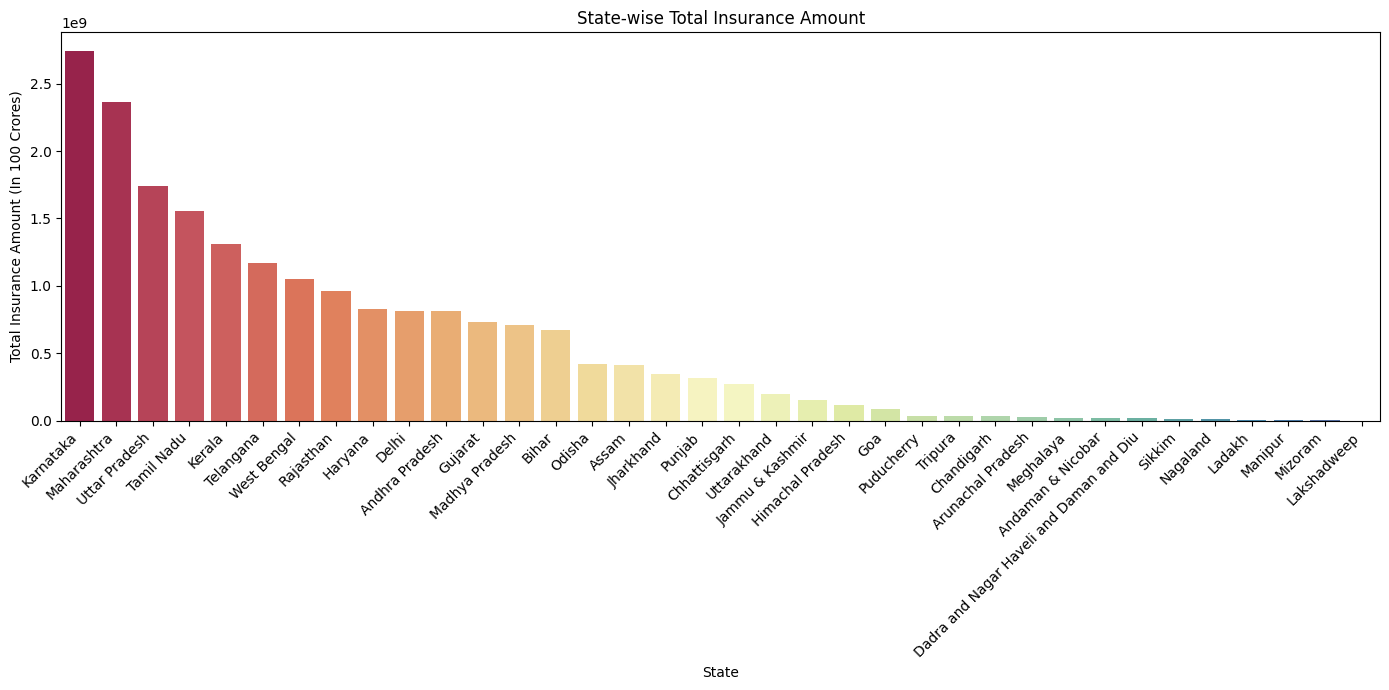 State-wise Total Insurance Amount
1e9
2.5
2.0
1.5
1.0
0.5
0.0
Total Insurance Amount (In 100 Crores)
Karnataka
Maharashtra
Uttar Pradesh
Tamil Nadu
Kerala
Telangana
West Bengal
Rajasthan
Haryana
Delhi
Andhra Pradesh
Gujarat
Madhya Pradesh
Bihar
Odisha
Assam
Jharkhand
Punjab
Chhattisgarh
Uttarakhand
Jammu & Kashmir
Himachal Pradesh
Goa
Puducherry
Tripura
Chandigarh
Arunachal Pradesh
Meghalaya
Andaman & Nicobar
Dadra and Nagar Haveli and Daman and Diu
Sikkim
Nagaland
Ladakh
Manipur
Mizoram
Lakshadweep
State